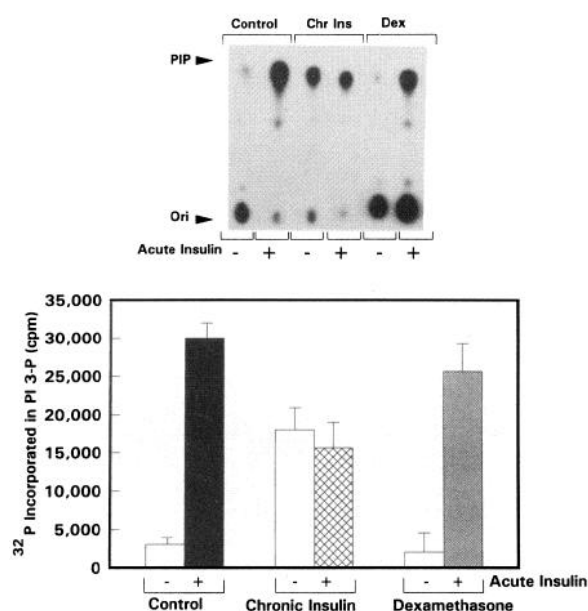 Control Chr Ins Dex
PIP
Ori
Acute Insulin - + - + - +
35,000
30,000
25,000
20,000
15,000
10,000
5,000
0
32P Incorporated in PI 3-P (cpm)
- + - + - + Acute Insulin
Control Chronic Insulin Dexamethasone